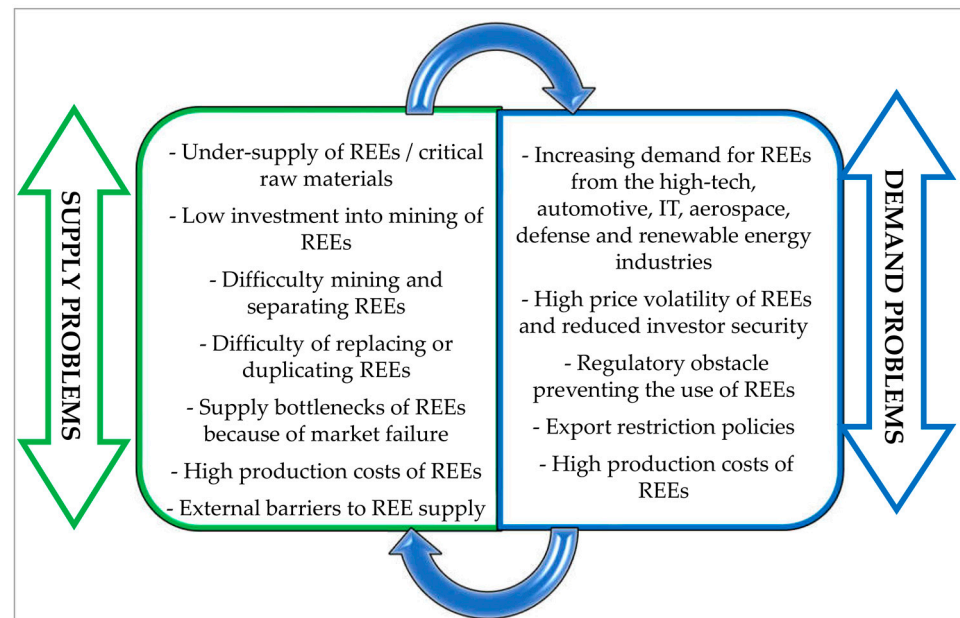 SUPPLY PROBLEMS
- Under-supply of REEs / critical
raw materials
- Low investment into mining of
REEs
- Difficculty mining and
separating REEs
- Difficulty of replacing or
duplicating REEs
- Supply bottlenecks of REEs
because of market failure
- High production costs of REEs
- External barriers to REE supply
- Increasing demand for REEs
from the high-tech,
automotive, IT, aerospace,
defense and renewable energy
industries
- High price volatility of REEs
and reduced investor security
- Regulatory obstacle
preventing the use of REEs
- Export restriction policies
- High production costs of
REEs
DEMAND PROBLEMS